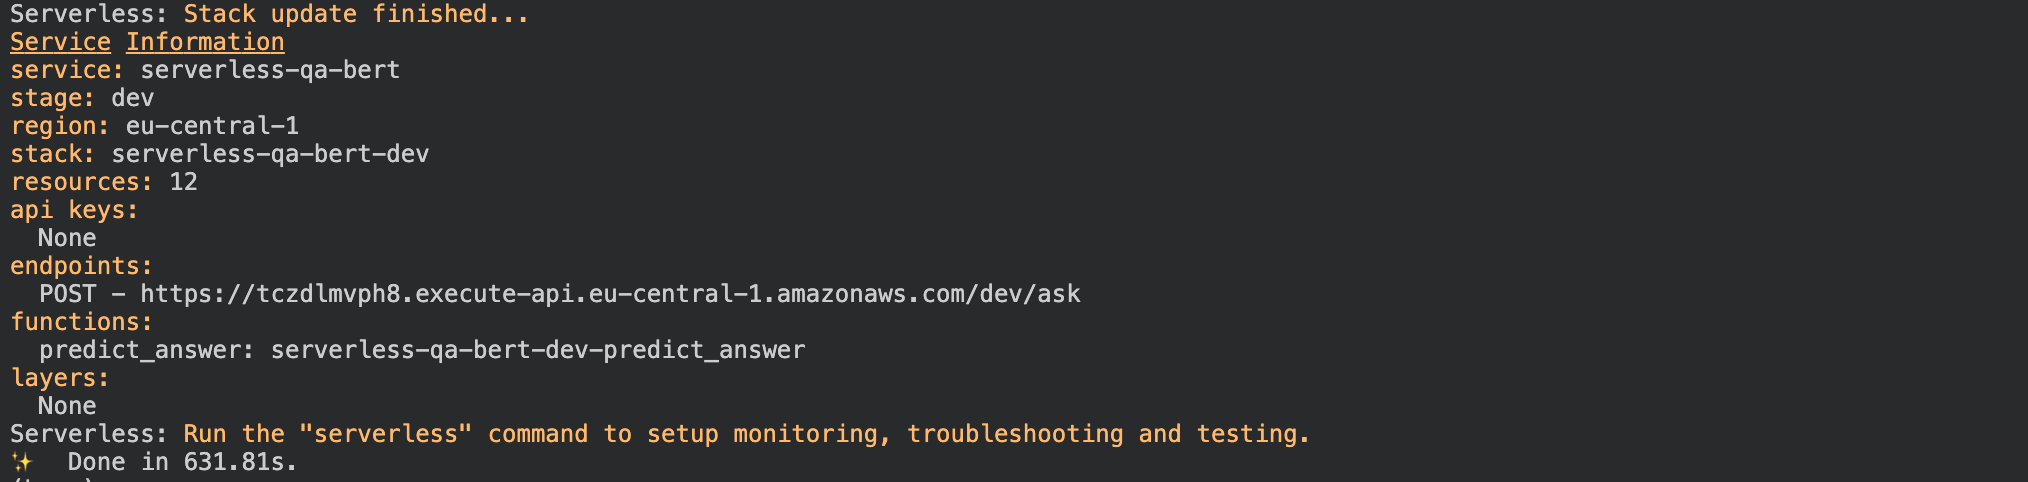 Serverless: Stack update finished...
Service Information
service: serverless-qa-bert
stage: dev
region: eu-central-1
stack: serverless-qa-bert-dev
resources: 12
api keys:
  None
endpoints:
  POST - https://tczdlmvph8.execute-api.eu-central-1.amazonaws.com/dev/ask
functions:
  predict_answer: serverless-qa-bert-dev-predict_answer
layers:
  None
Serverless: Run the "serverless" command to setup monitoring, troubleshooting and testing.
✨  Done in 631.81s.